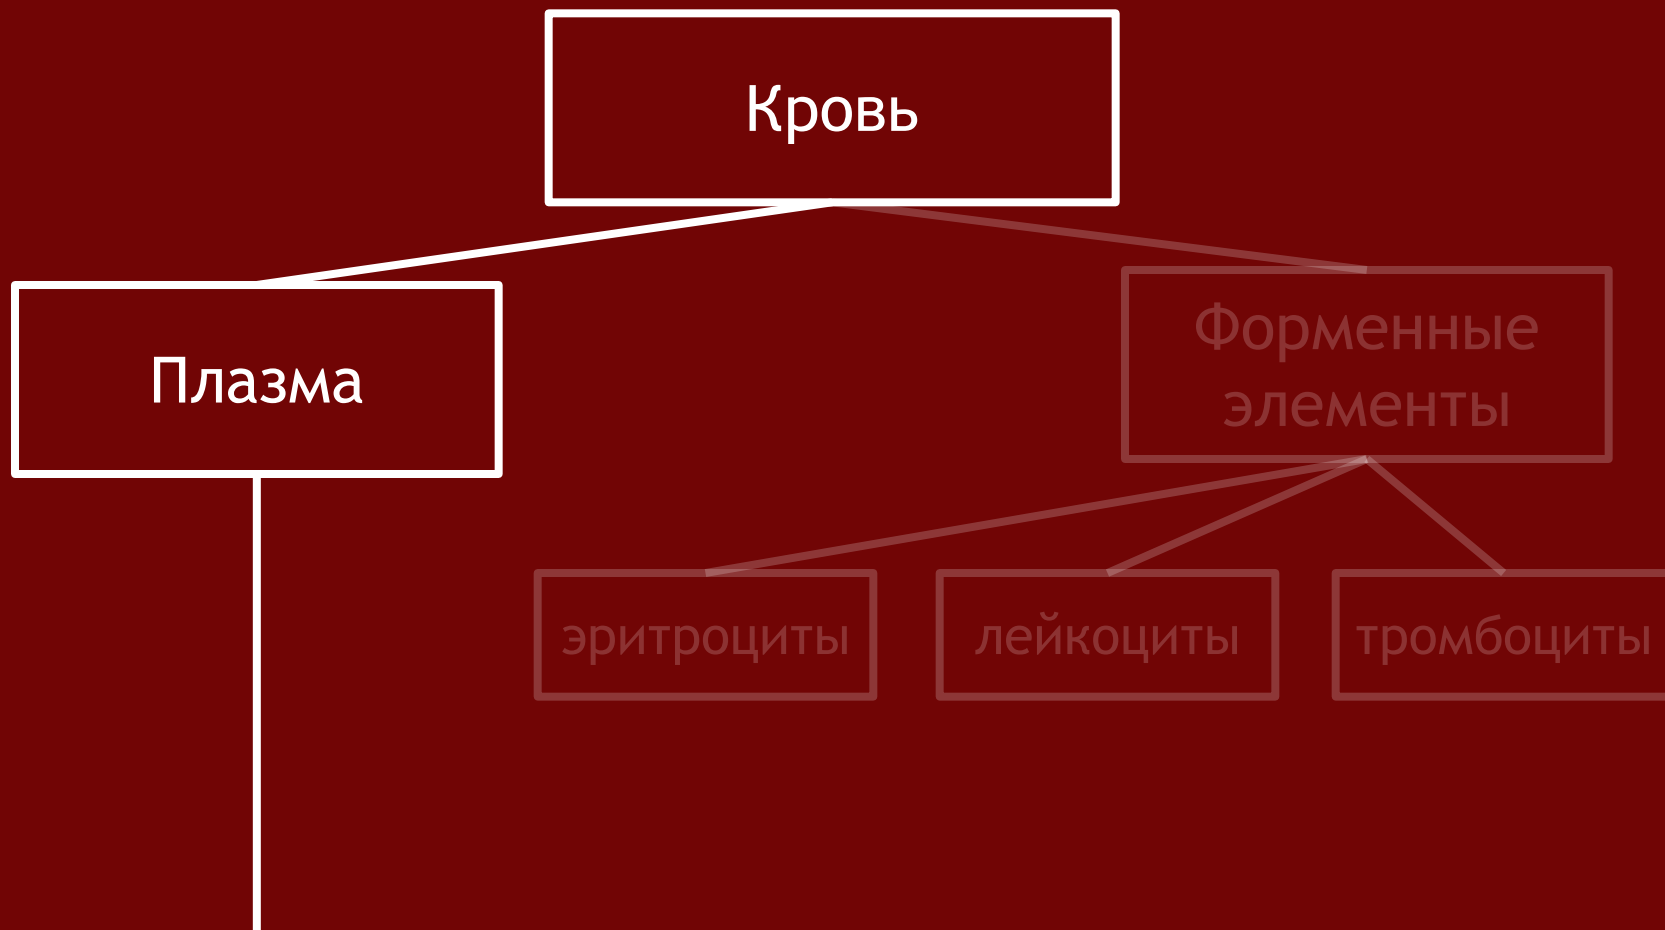 Кровь
Плазма
Форменные
элементы
эритроциты
лейкоциты
тромбоциты